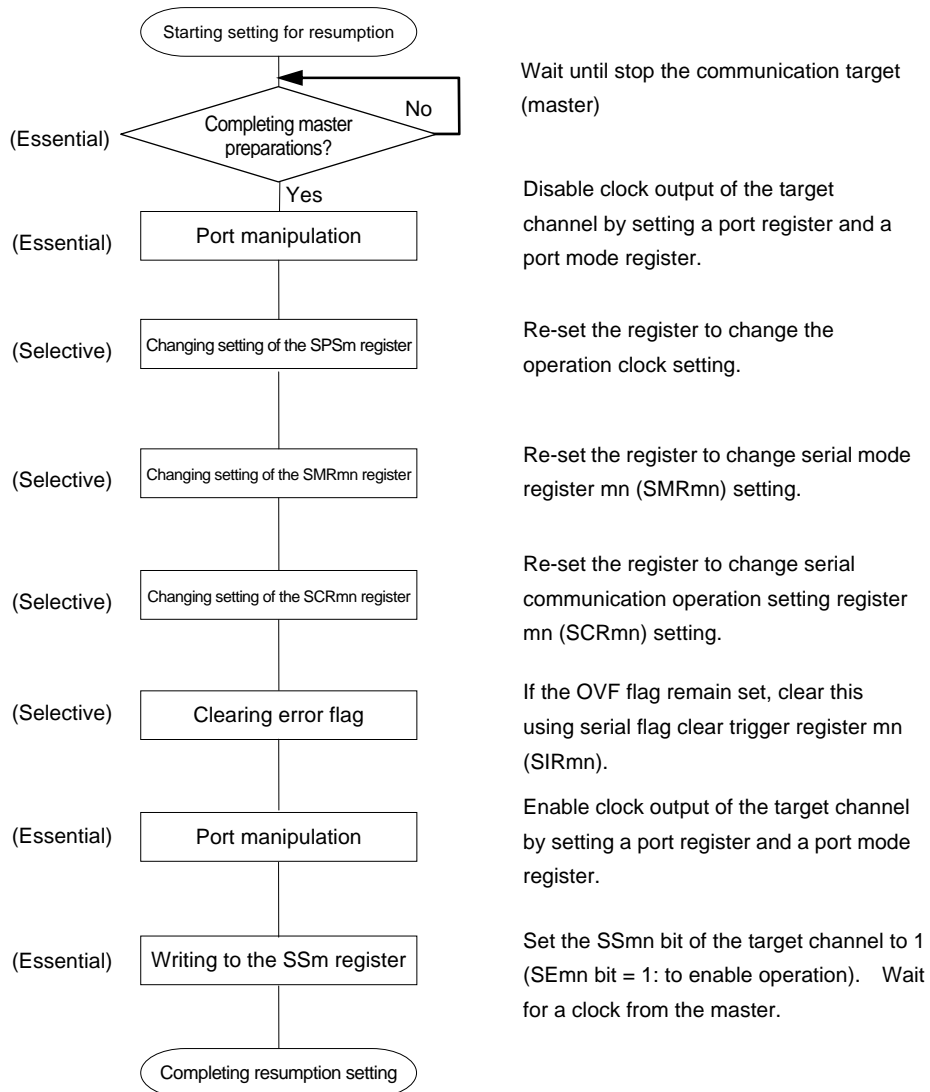 Starting setting for resumption
Wait until stop the communication target
(master)
No
(Essential)
Completing master
preparations?
Yes
Disable clock output of the target
channel by setting a port register and a
port mode register.
(Essential)
Port manipulation
(Selective)
Changing setting of the SPSm register
Re-set the register to change the
operation clock setting.
(Selective)
Changing setting of the SMRmn register
Re-set the register to change serial mode
register mn (SMRmn) setting.
(Selective)
Changing setting of the SCRmn register
Re-set the register to change serial
communication operation setting register
mn (SCRmn) setting.
(Selective)
Clearing error flag
If the OVF flag remain set, clear this
using serial flag clear trigger register mn
(SIRmn).
(Essential)
Port manipulation
Enable clock output of the target channel
by setting a port register and a port mode
register.
(Essential)
Writing to the SSm register
Set the SSmn bit of the target channel to 1
(SEmn bit = 1: to enable operation). Wait
for a clock from the master.
Completing resumption setting